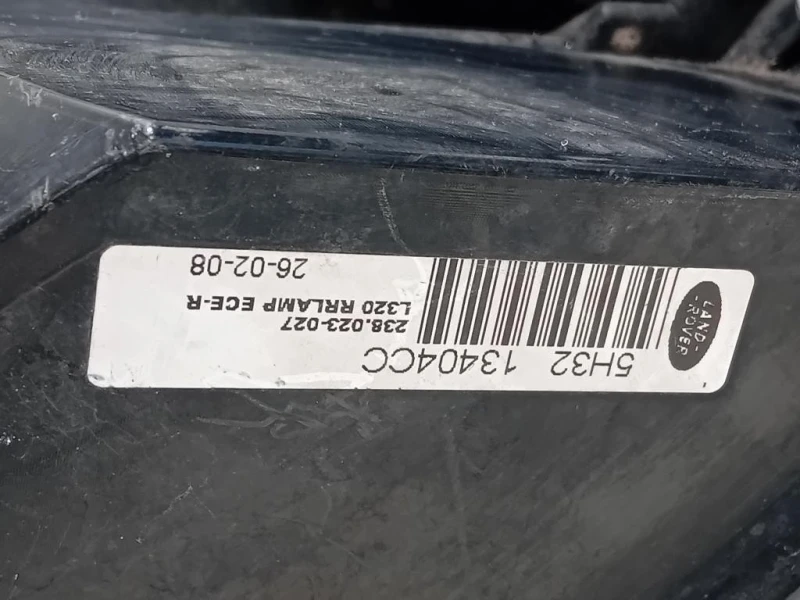 LAND-
-ROVER
5H32 13404CC
238.023-027
L320 RRLAMP ECE-R
26-02-08